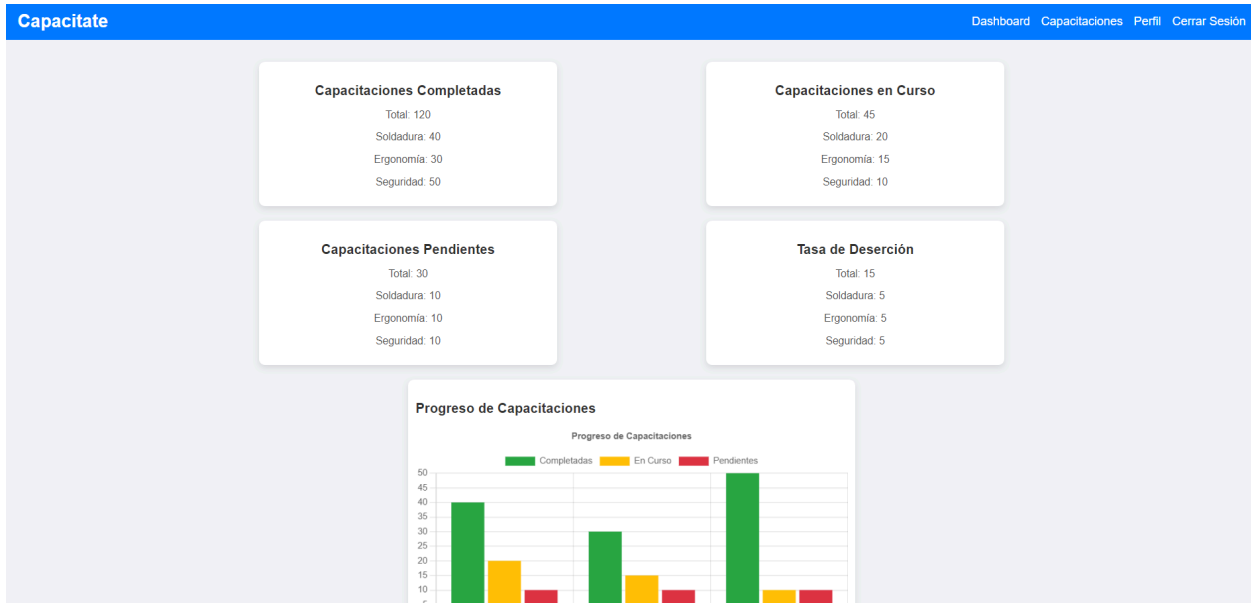 Capacitate
Dashboard Capacitaciones Perfil Cerrar Sesión
Capacitaciones Completadas
Total: 120
Soldadura: 40
Ergonomía: 30
Seguridad: 50
Capacitaciones en Curso
Total: 45
Soldadura: 20
Ergonomía: 15
Seguridad: 10
Capacitaciones Pendientes
Total: 30
Soldadura: 10
Ergonomía: 10
Seguridad: 10
Tasa de Deserción
Total: 15
Soldadura: 5
Ergonomía: 5
Seguridad: 5
Progreso de Capacitaciones
Progreso de Capacitaciones
Completadas En Curso Pendientes
50
45
40
35
30
25
20
15
10